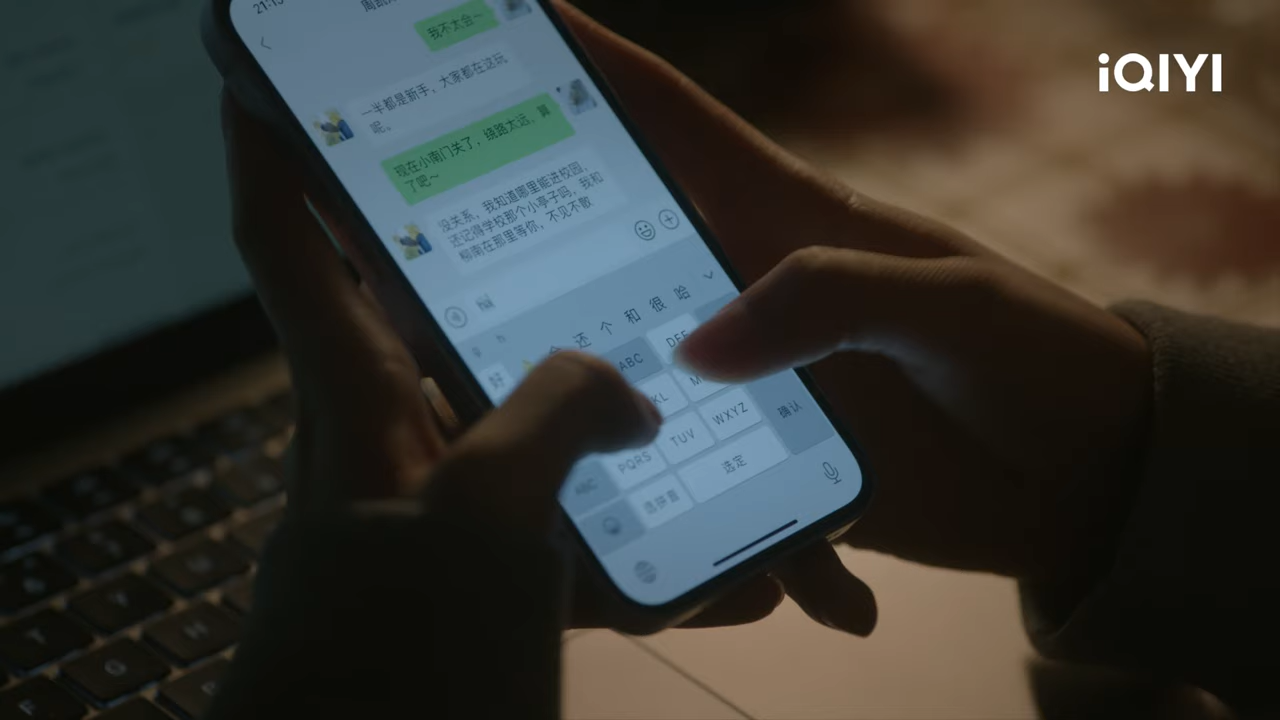 iQIYI
我不太会~
一半都是新手，大家都在这玩
呢。
现在小南门关了，绕路太远，算
了吧~
没关系，我知道哪里能进校园，
还记得学校那个小亭子吗，我和
柳南在那里等你，不见不散
还 个 和 很 哈
ABC
DEF
WXYZ
TUV
PQRS
确认
选定
选拼音